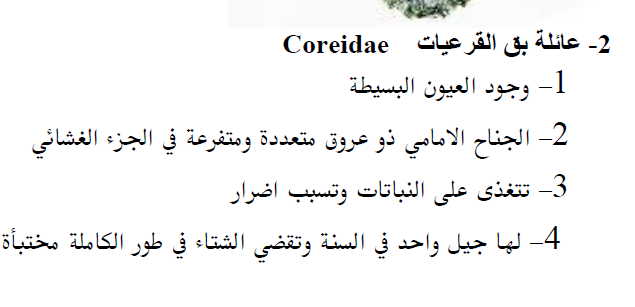 2- عائلة بق القرعيات Coreidae
1– وجود العيون البسيطة
2– الجناح الامامي ذو عروق متعددة ومتفرعة في الجزء الغشائي
3– تتغذى على النباتات وتسبب اضرار
4– لها جيل واحد في السنة وتقضي الشتاء في طور الكاملة مختبأة